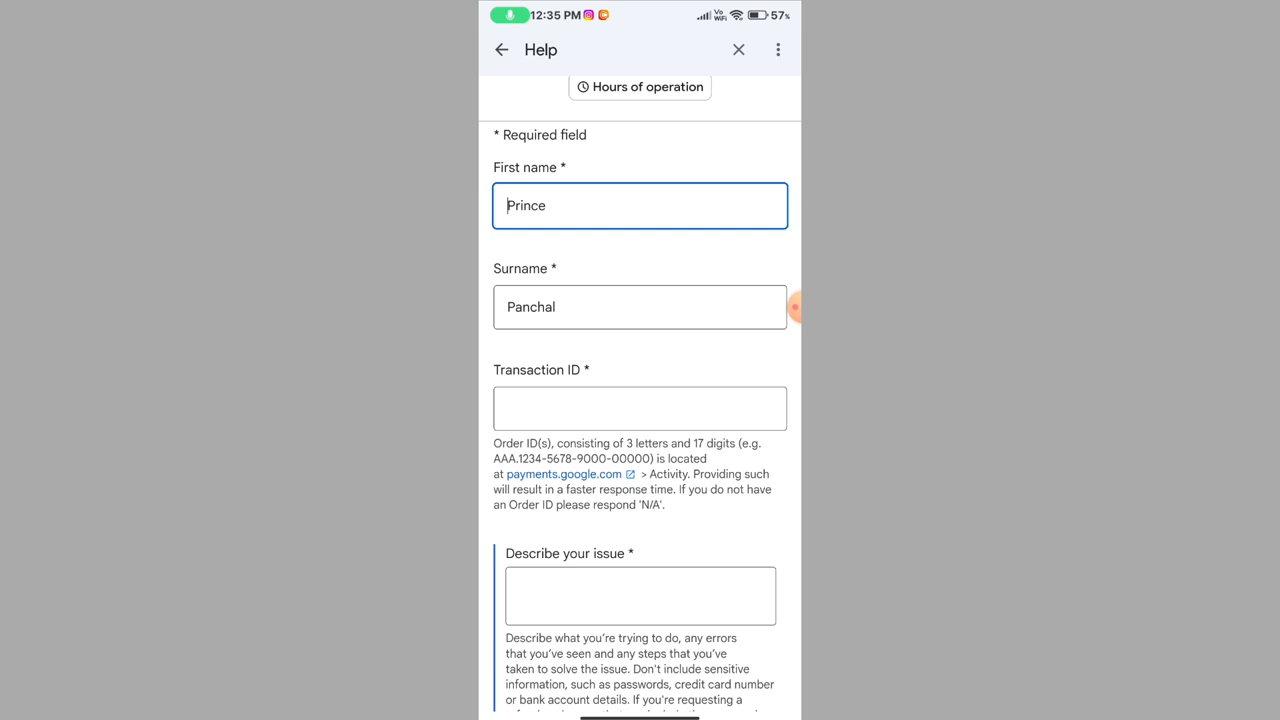 12:35 PM
Vo WiFi
57%
Help
Hours of operation
* Required field
First name *
Prince
Surname *
Panchal
Transaction ID *
Order ID(s), consisting of 3 letters and 17 digits (e.g.
AAA.1234-5678-9000-00000) is located
at payments.google.com > Activity. Providing such
will result in a faster response time. If you do not have
an Order ID please respond 'N/A'.
Describe your issue *
Describe what you're trying to do, any errors
that you've seen and any steps that you've
taken to solve the issue. Don't include sensitive
information, such as passwords, credit card number
or bank account details. If you're requesting a